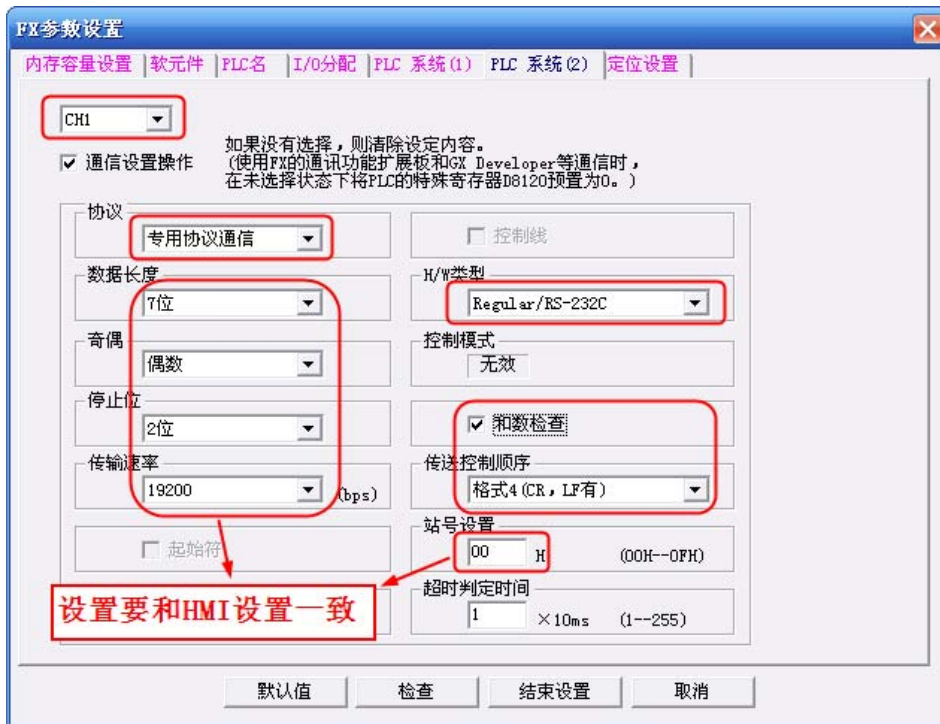 FX参数设置
内存容量设置 软元件 PLC名 I/O分配 PLC 系统(1) PLC 系统(2) 定位设置
CH1
通信设置操作
如果没有选择，则清除设定内容。
(使用FX的通讯功能扩展板和GX Developer等通信时，
在未选择状态下将PLC的特殊寄存器D8120预置为0。)
协议
专用协议通信
控制线
数据长度
7位
H/W类型
Regular/RS-232C
奇偶
偶数
控制模式
无效
停止位
2位
和数检查
传输速率
19200 (bps)
传送控制顺序
格式4(CR，LF有)
起始符
站号设置
00 H (00H--0FH)
设置要和HMI设置一致
超时判定时间
1 ×10ms (1--255)
默认值 检查 结束设置 取消